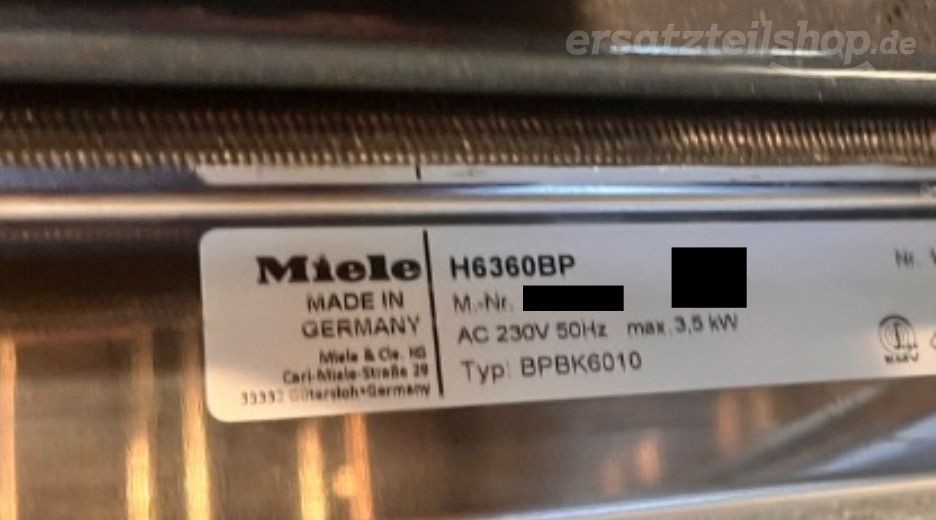 ersatzteilshop.de
Miele
MADE IN
GERMANY
Miele & Cie. KG
Carl-Miele-Straße 29
33332 Gütersloh•Germany
H6360BP
M.-Nr.
AC 230V 50Hz max. 3,5 kW
Typ: BPBK6010
Nr.